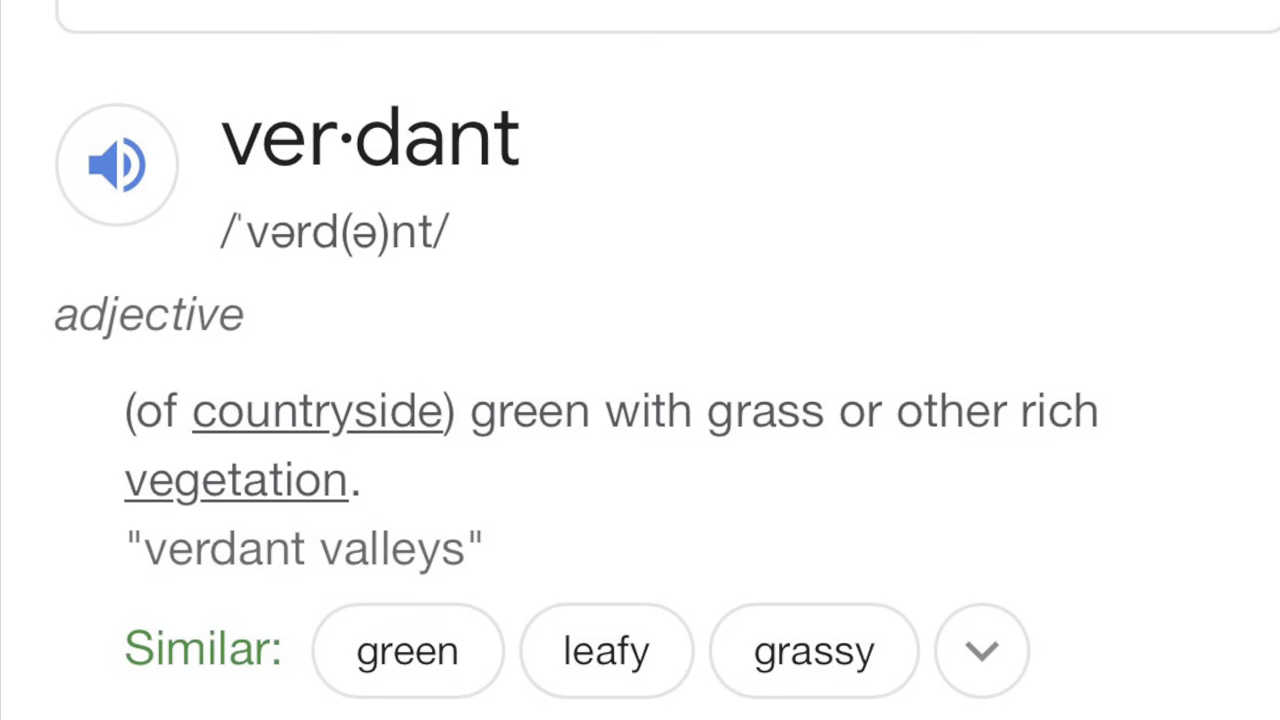 ver·dant
/ˈvərd(ə)nt/
adjective
(of countryside) green with grass or other rich
vegetation.
"verdant valleys"
Similar: green leafy grassy